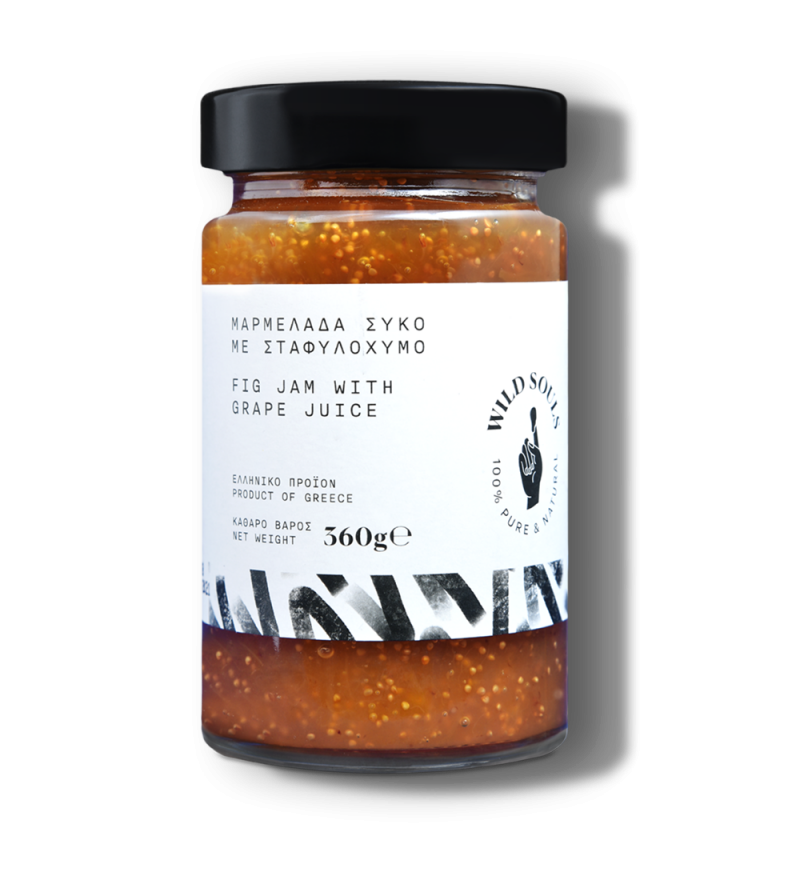 ΜΑΡΜΕΛΑΔΑ ΣΥΚΟ
ΜΕ ΣΤΑΦΥΛΟΧΥΜΟ
FIG JAM WITH
GRAPE JUICE
WILD SOULS
100% PURE & NATURAL
ΕΛΛΗΝΙΚΟ ΠΡΟΪΟΝ
PRODUCT OF GREECE
ΚΑΘΑΡΟ ΒΑΡΟΣ
NET WEIGHT
360g℮